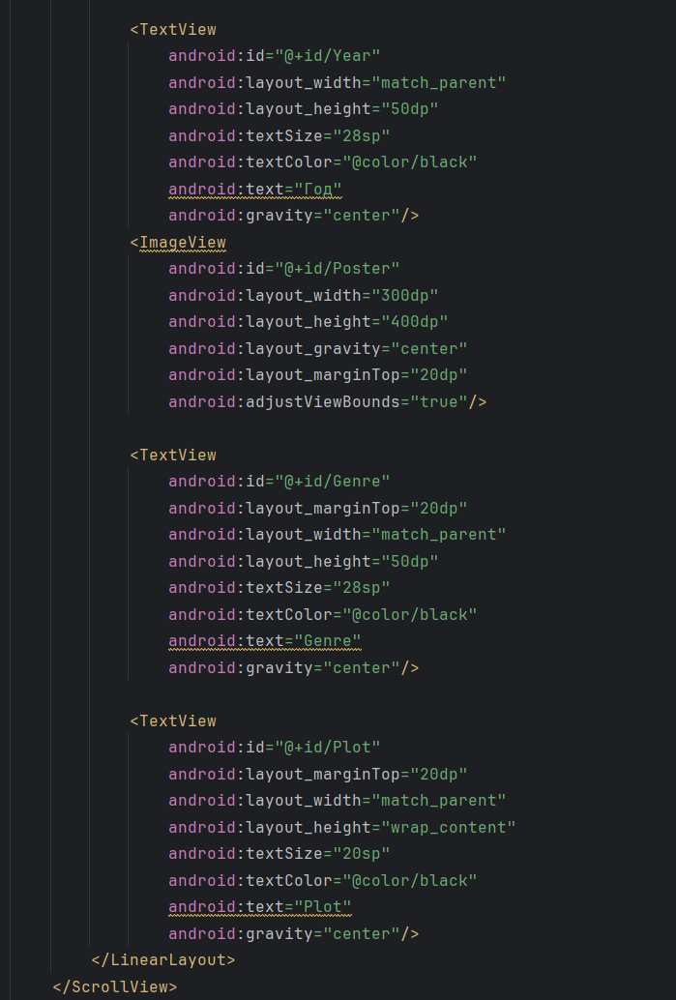 <TextView
android:id="@+id/Year"
android:layout_width="match_parent"
android:layout_height="50dp"
android:textSize="28sp"
android:textColor="@color/black"
android:text="Год"
android:gravity="center"/>
<ImageView
android:id="@+id/Poster"
android:layout_width="300dp"
android:layout_height="400dp"
android:layout_gravity="center"
android:layout_marginTop="20dp"
android:adjustViewBounds="true"/>
<TextView
android:id="@+id/Genre"
android:layout_marginTop="20dp"
android:layout_width="match_parent"
android:layout_height="50dp"
android:textSize="28sp"
android:textColor="@color/black"
android:text="Genre"
android:gravity="center"/>
<TextView
android:id="@+id/Plot"
android:layout_marginTop="20dp"
android:layout_width="match_parent"
android:layout_height="wrap_content"
android:textSize="20sp"
android:textColor="@color/black"
android:text="Plot"
android:gravity="center"/>
</LinearLayout>
</ScrollView>